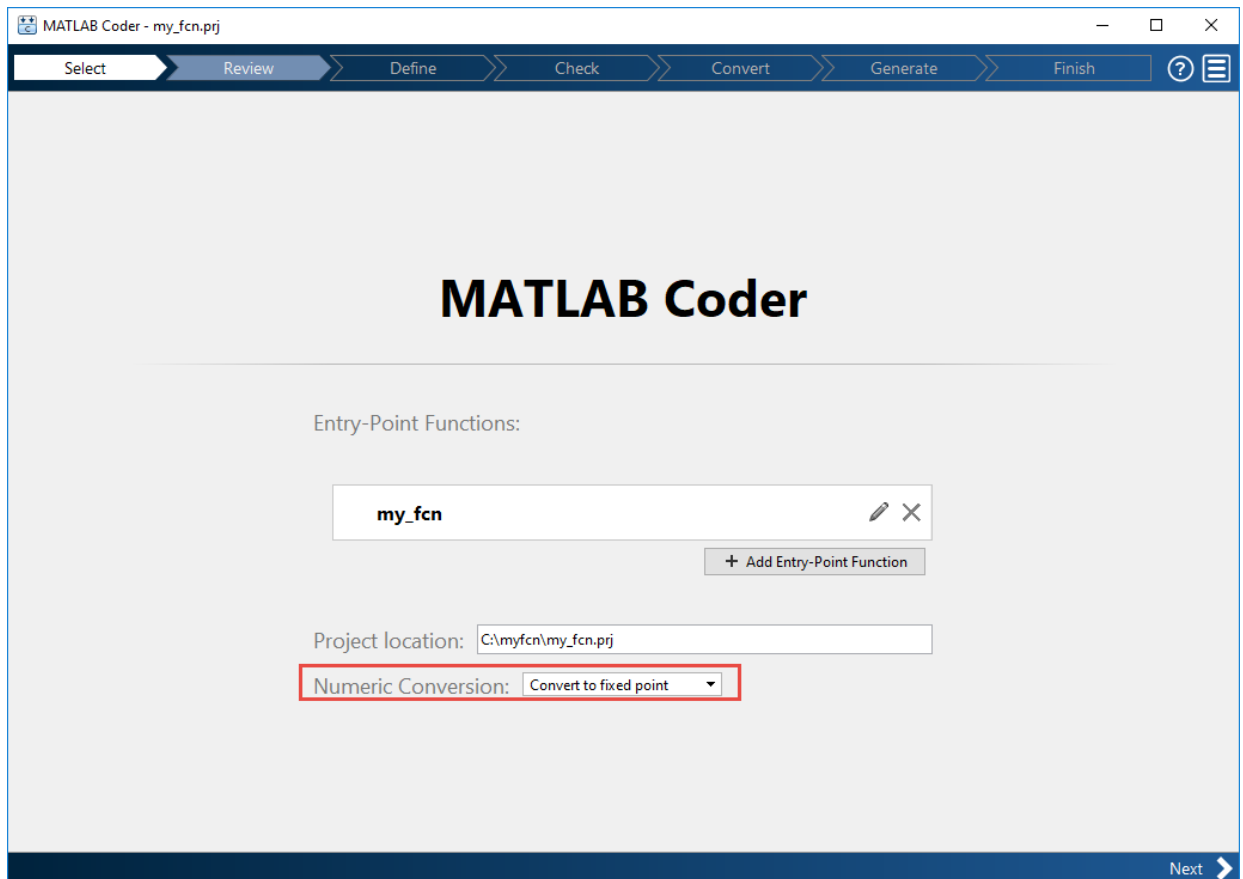 MATLAB Coder - my_fcn.prj
Select Review Define Check Convert Generate Finish ?
MATLAB Coder
Entry-Point Functions:
my_fcn
+ Add Entry-Point Function
Project location: C:\myfcn\my_fcn.prj
Numeric Conversion: Convert to fixed point
Next